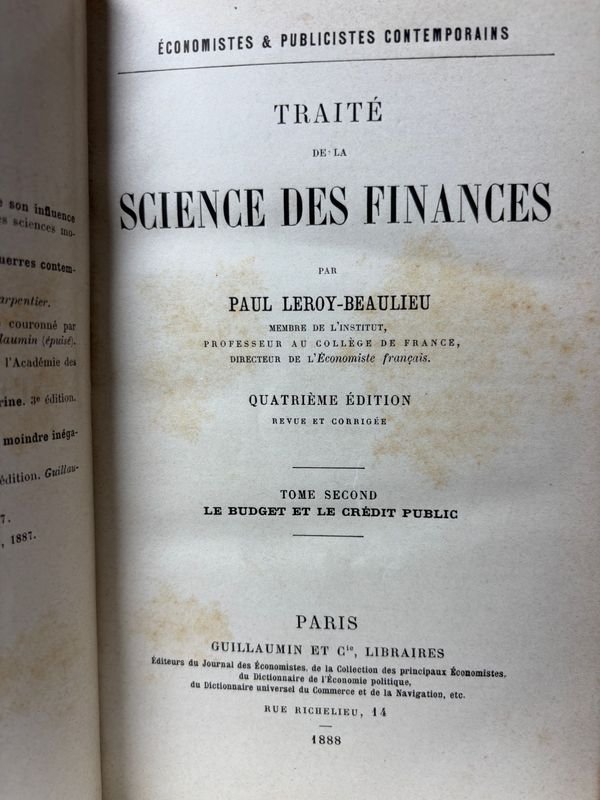 e son influence
es sciences mo-
uerres contem-
arpentier.
couronné par
laumin (épuisé).
l'Académie des
rine. 3e édition.
moindre inéga-
édition. Guillau-
7.
, 1887.
ÉCONOMISTES & PUBLICISTES CONTEMPORAINS
TRAITÉ
DE LA
SCIENCE DES FINANCES
PAR
PAUL LEROY-BEAULIEU
MEMBRE DE L'INSTITUT,
PROFESSEUR AU COLLÈGE DE FRANCE,
DIRECTEUR DE L'Économiste français.
QUATRIÈME ÉDITION
REVUE ET CORRIGÉE
TOME SECOND
LE BUDGET ET LE CRÉDIT PUBLIC
PARIS
GUILLAUMIN ET Cie, LIBRAIRES
Éditeurs du Journal des Économistes, de la Collection des principaux Économistes,
du Dictionnaire de l'Économie politique,
du Dictionnaire universel du Commerce et de la Navigation, etc.
RUE RICHELIEU, 14
1888